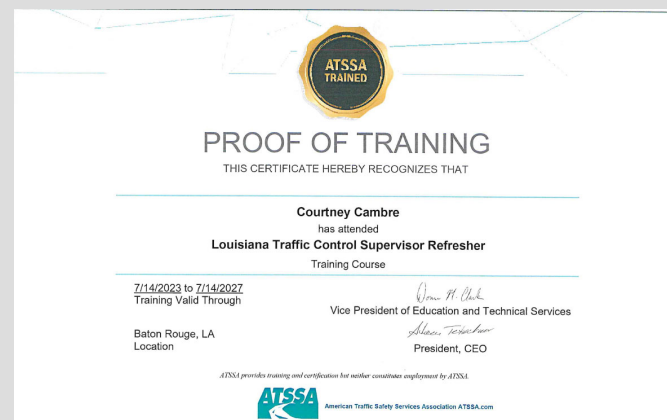 ATSSA
TRAINED
PROOF OF TRAINING
THIS CERTIFICATE HEREBY RECOGNIZES THAT
Courtney Cambre
has attended
Louisiana Traffic Control Supervisor Refresher
Training Course
7/14/2023 to 7/14/2027
Training Valid Through
Vice President of Education and Technical Services
Baton Rouge, LA
Location
President, CEO
ATSSA provides training and certification but neither constitutes employment by ATSSA.
ATSSA
American Traffic Safety Services Association ATSSA.com